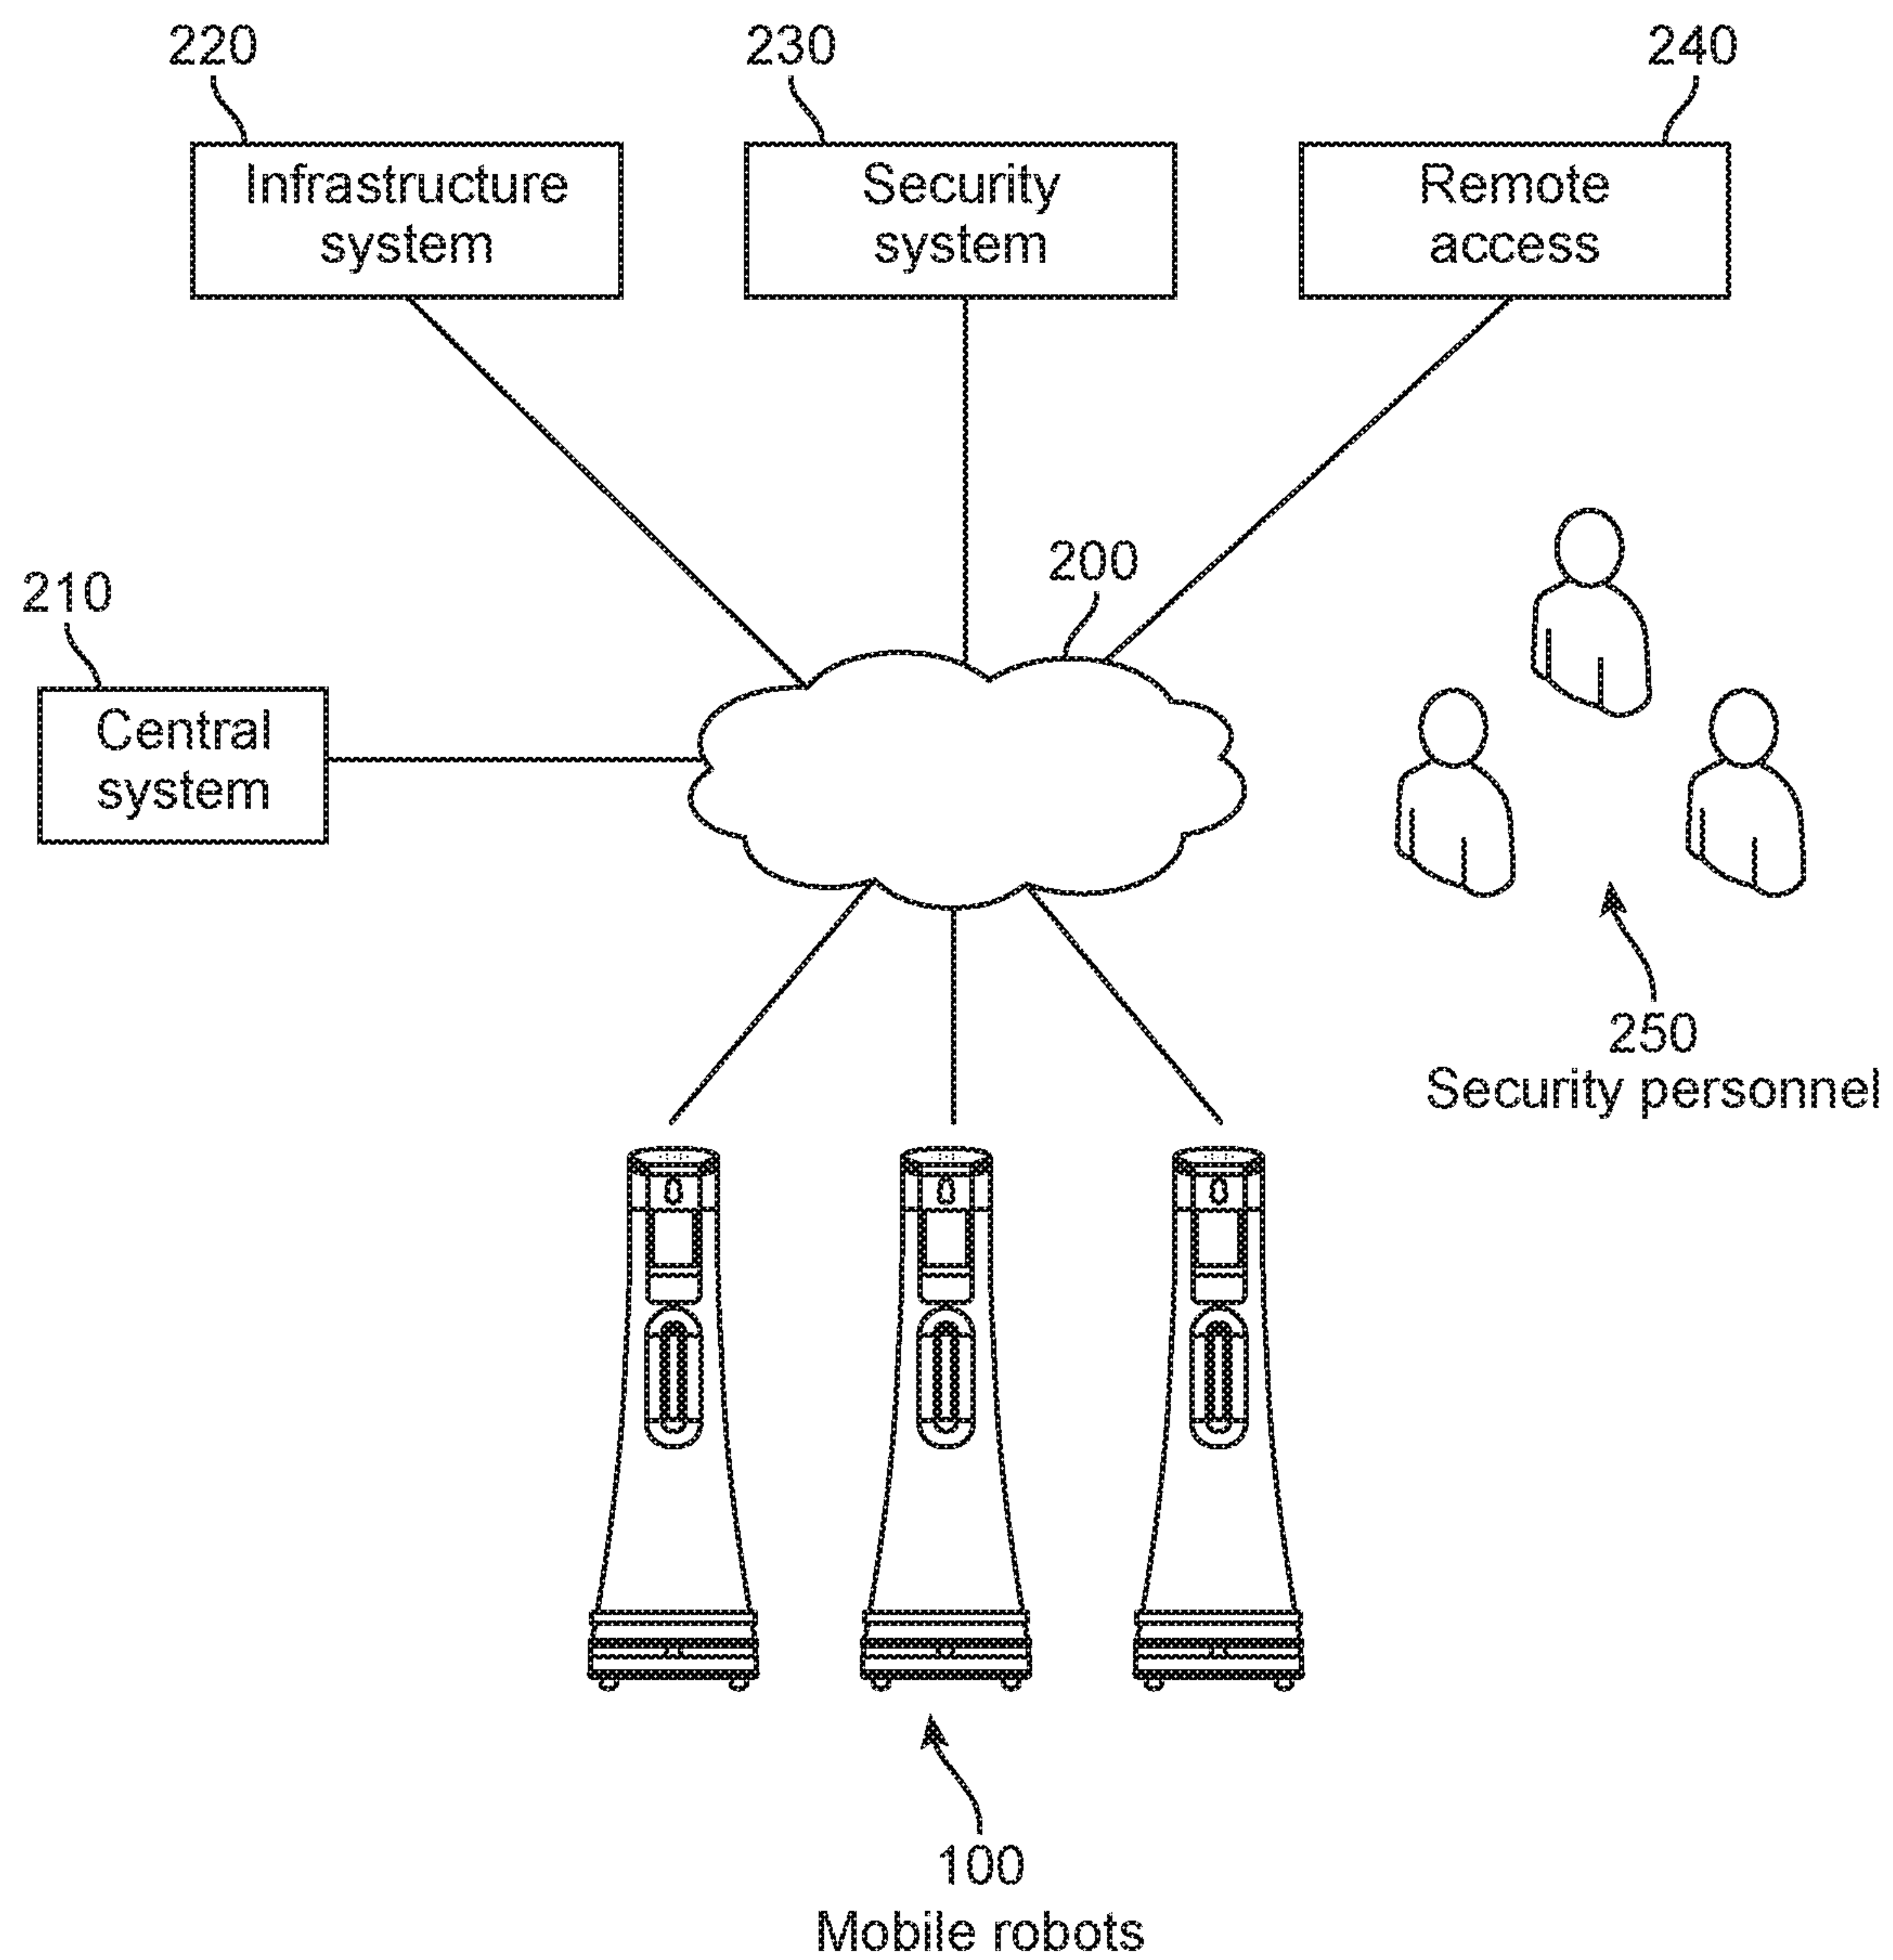 220
230
240
Infrastructure
system
Security
system
Remote
access
200
210
Central
system
250
Security personnel
100
Mobile robots